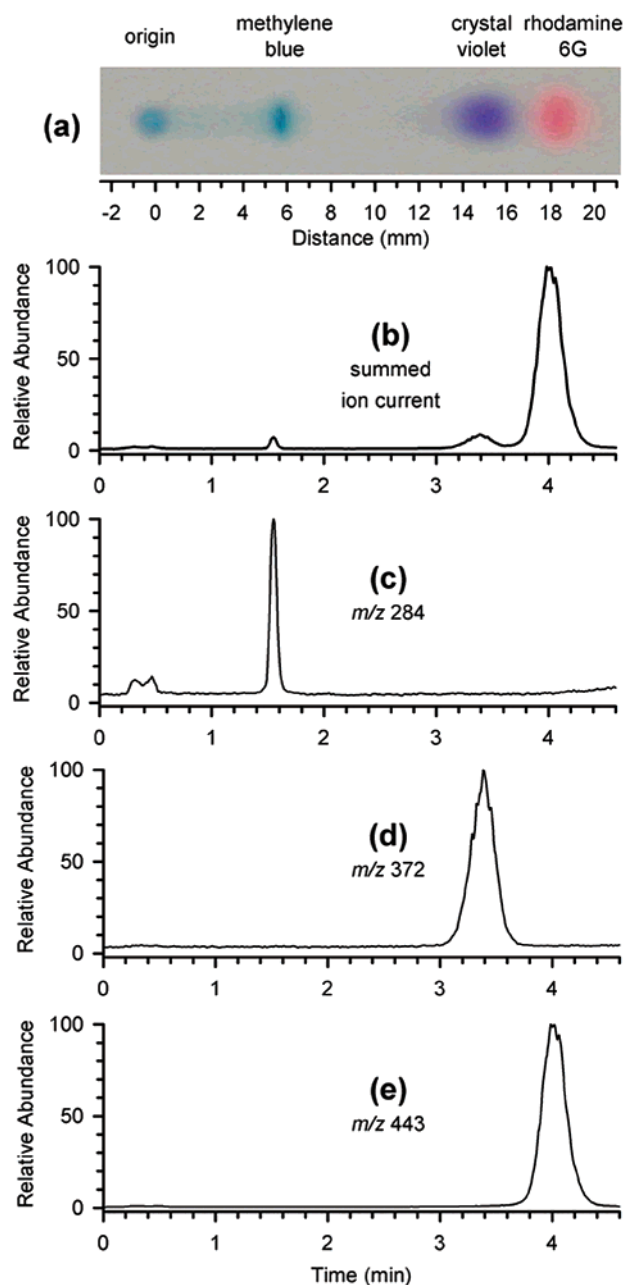 origin
methylene
blue
crystal
violet
rhodamine
6G
(a)
-2 0 2 4 6 8 10 12 14 16 18 20
Distance (mm)
Relative Abundance
100
50
0
(b)
summed
ion current
0 1 2 3 4
Relative Abundance
100
50
0
(c)
m/z 284
0 1 2 3 4
Relative Abundance
100
50
0
(d)
m/z 372
0 1 2 3 4
Relative Abundance
100
50
0
(e)
m/z 443
0 1 2 3 4
Time (min)